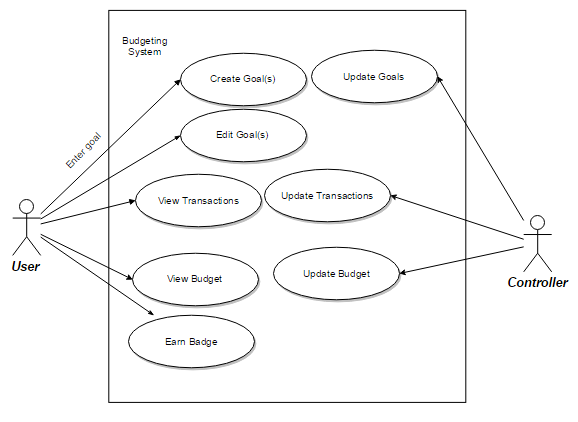 Budgeting
System
Create Goal(s)
Update Goals
Enter goal
Edit Goal(s)
View Transactions
Update Transactions
User
Controller
View Budget
Update Budget
Earn Badge